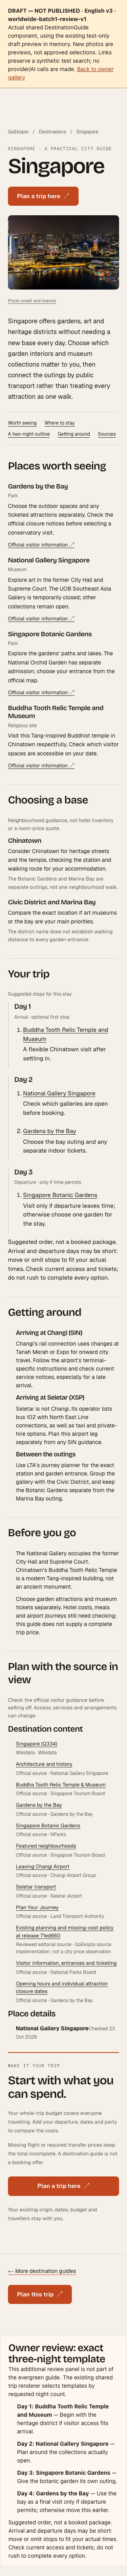 DRAFT — NOT PUBLISHED · English v3 ·
worldwide-batch1-review-v1
Actual shared DestinationGuide
component, using the existing text-only
draft preview in memory. New photos are
previews, not approved selections. Links
reserve a synthetic search test; no
provider/AI calls are made. Back to owner
gallery
GoExplo / Destinations / Singapore
SINGAPORE · A PRACTICAL CITY GUIDE
Singapore
Plan a trip here ↗
Photo credit and licence
Singapore offers gardens, art and
heritage districts without needing a
new base every day. Choose which
garden interiors and museum
collections matter to you, then
connect the outings by public
transport rather than treating every
attraction as one walk.
Worth seeing Where to stay
A two-night outline Getting around Sources
Places worth seeing
Gardens by the Bay
Park
Choose the outdoor spaces and any
ticketed attractions separately. Check the
official closure notices before selecting a
conservatory visit.
Official visitor information ↗
National Gallery Singapore
Museum
Explore art in the former City Hall and
Supreme Court. The UOB Southeast Asia
Gallery is temporarily closed; other
collections remain open.
Official visitor information ↗
Singapore Botanic Gardens
Park
Explore the gardens' paths and lakes. The
National Orchid Garden has separate
admission; choose your entrance from the
official map.
Official visitor information ↗
Buddha Tooth Relic Temple and
Museum
Religious site
Visit this Tang-inspired Buddhist temple in
Chinatown respectfully. Check which visitor
spaces are accessible on your date.
Official visitor information ↗
Choosing a base
Neighbourhood guidance, not hotel inventory
or a room-price quote.
Chinatown
Consider Chinatown for heritage streets
and the temple, checking the station and
walking route for your accommodation.
The Botanic Gardens and Marina Bay are
separate outings, not one neighbourhood walk.
Civic District and Marina Bay
Compare the exact location if art museums
or the bay are your priorities.
The district name does not establish walking
distance to every garden entrance.
Your trip
Suggested stops for this stay
Day 1
Arrival · optional first stop
1. Buddha Tooth Relic Temple and
Museum
A flexible Chinatown visit after
settling in.
Day 2
1. National Gallery Singapore
Check which galleries are open
before booking.
2. Gardens by the Bay
Choose the bay outing and any
separate indoor tickets.
Day 3
Departure · only if time permits
1. Singapore Botanic Gardens
Visit only if departure leaves time;
otherwise choose one garden for
the stay.
Suggested order, not a booked package.
Arrival and departure days may be short:
move or omit stops to fit your actual
times. Check current access and tickets;
do not rush to complete every option.
Getting around
Arriving at Changi (SIN)
Changi's rail connection uses changes at
Tanah Merah or Expo for onward city
travel. Follow the airport's terminal-
specific instructions and check current
service notices, especially for a late
arrival.
Arriving at Seletar (XSP)
Seletar is not Changi. Its operator lists
bus 102 with North East Line
connections, as well as taxi and private-
hire options. Plan this airport leg
separately from any SIN guidance.
Between the outings
Use LTA's journey planner for the exact
station and garden entrance. Group the
Gallery with the Civic District, and keep
the Botanic Gardens separate from the
Marina Bay outing.
Before you go
The National Gallery occupies the former
City Hall and Supreme Court.
Chinatown's Buddha Tooth Relic Temple
is a modern Tang-inspired building, not
an ancient monument.
Choose garden attractions and museum
tickets separately. Hotel costs, meals
and airport journeys still need checking;
this guide does not supply a complete
trip price.
Plan with the source in
view
Check the official visitor guidance before
setting off. Access, services and arrangements
can change.
Destination content
Singapore (Q334)
Wikidata · Wikidata
Architecture and history
Official source · National Gallery Singapore
Buddha Tooth Relic Temple & Museum
Official source · Singapore Tourism Board
Gardens by the Bay
Official source · Gardens by the Bay
Singapore Botanic Gardens
Official source · NParks
Featured neighbourhoods
Official source · Singapore Tourism Board
Leaving Changi Airport
Official source · Changi Airport Group
Seletar transport
Official source · Seletar Airport
Plan Your Journey
Official source · Land Transport Authority
Existing planning and missing-cost policy
Reviewed editorial source · GoExplo source
implementation; not a city price observation
Visitor information, entrances and ticketing
Official source · National Parks Board
Opening hours and individual attraction
closure dates
Official source · Gardens by the Bay
Place details
National Gallery SingaporeChecked 23
Oct 2026
MAKE IT YOUR TRIP
Start with what you
can spend.
Your whole-trip budget covers everyone
travelling. Add your departure, dates and party
to compare the costs.
Missing flight or required transfer prices keep
the total incomplete. A destination guide is not
a booking offer.
Plan a trip here ↗
Your existing origin, dates, budget and
travellers stay with you.
← More destination guides
Plan this trip ↗
Owner review: exact
three-night template
This additional review panel is not part of
the evergreen guide. The existing shared
trip renderer selects templates by
requested night count.
Day 1: Buddha Tooth Relic Temple
and Museum — Begin with the
heritage district if visitor access fits
arrival.
Day 2: National Gallery Singapore —
Plan around the collections actually
open.
Day 3: Singapore Botanic Gardens —
Give the botanic garden its own outing.
Day 4: Gardens by the Bay — Use the
bay as a final visit only if departure
permits; otherwise move this earlier.
Suggested order, not a booked package.
Arrival and departure days may be short:
move or omit stops to fit your actual times.
Check current access and tickets; do not
rush to complete every option.